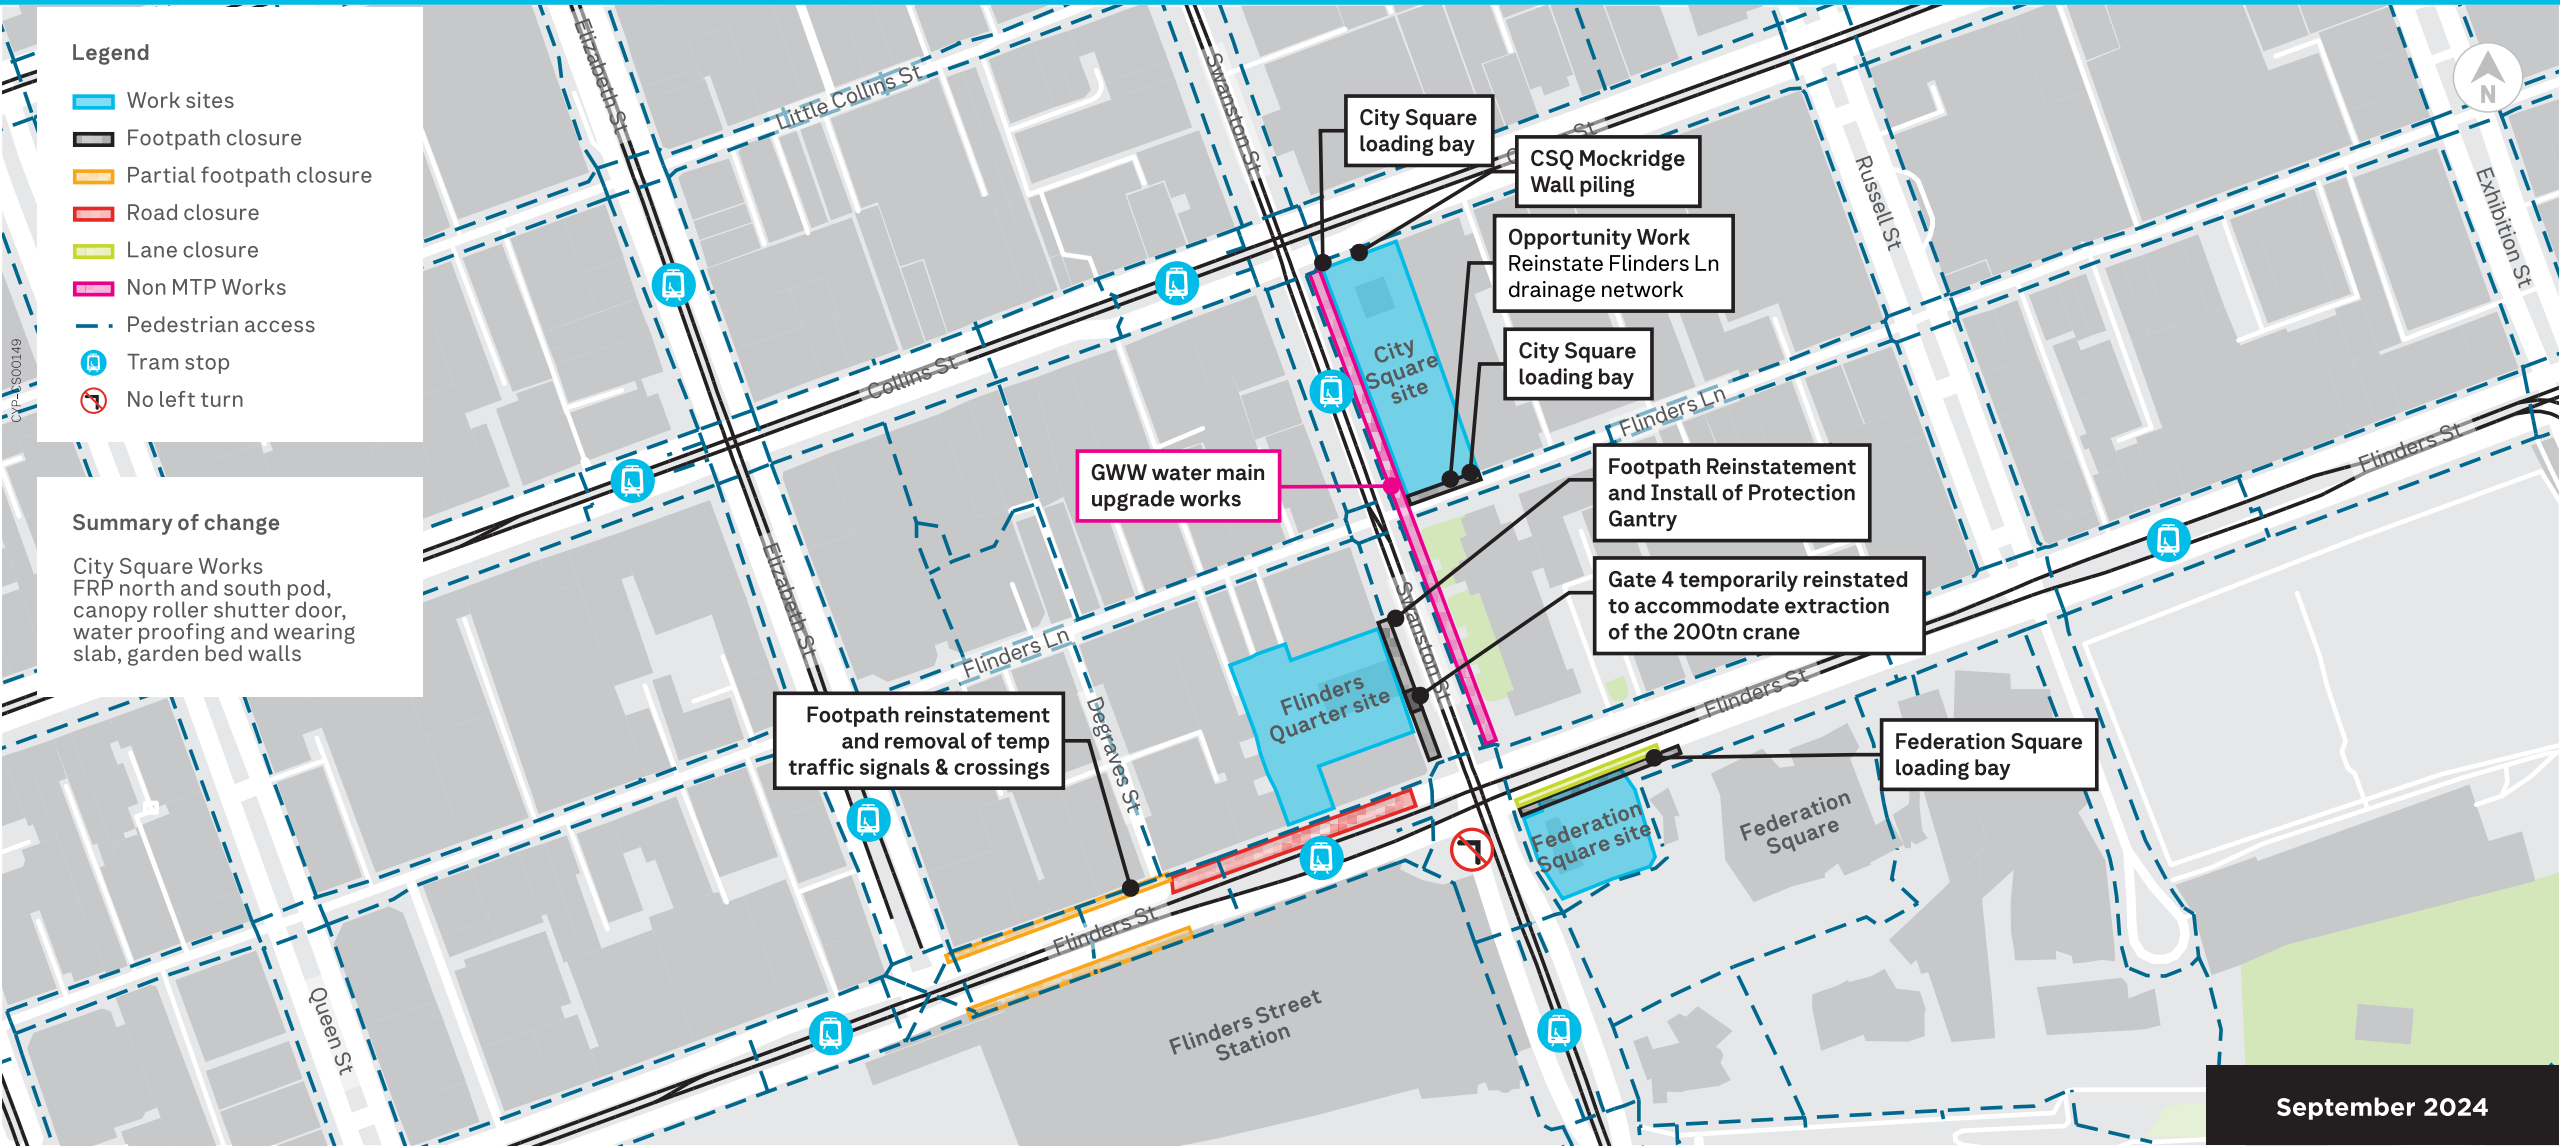 Legend
Work sites
Footpath closure
Partial footpath closure
Road closure
Lane closure
Non MTP Works
Pedestrian access
Tram stop
No left turn
CYP-CS00149
Summary of change
City Square Works
FRP north and south pod,
canopy roller shutter door,
water proofing and wearing
slab, garden bed walls
Elizabeth St
Little Collins St
Swanston St
St
Russell St
Exhibition St
N
City Square
loading bay
CSQ Mockridge
Wall piling
Opportunity Work
Reinstate Flinders Ln
drainage network
City Square
loading bay
City
Square
site
Collins St
Flinders Ln
Flinders St
GWW water main
upgrade works
Footpath Reinstatement
and Install of Protection
Gantry
Gate 4 temporarily reinstated
to accommodate extraction
of the 200tn crane
Elizabeth St
Flinders Ln
Swanston St
Flinders
Quarter site
Flinders St
Degraves St
Footpath reinstatement
and removal of temp
traffic signals & crossings
Federation Square
loading bay
Federation
Square site
Federation
Square
Flinders St
Queen St
Flinders Street
Station
September 2024